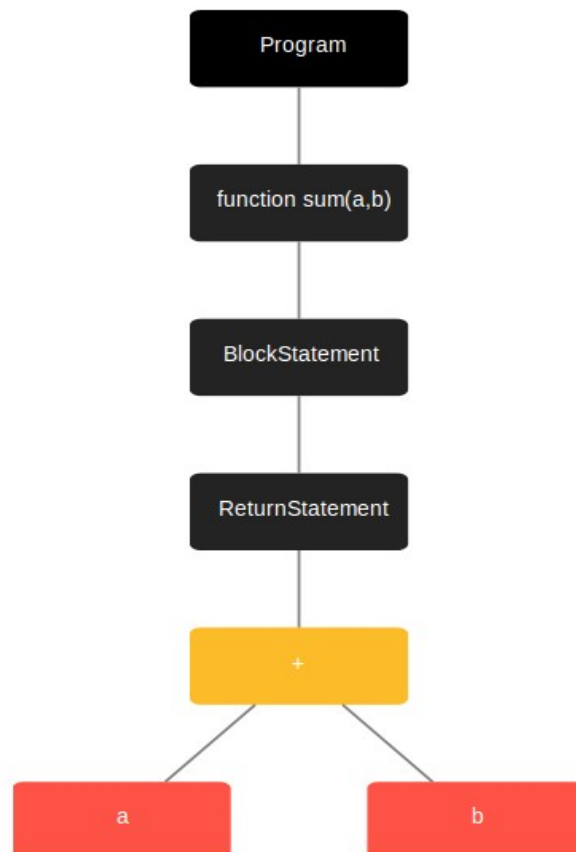 Program
function sum(a,b)
BlockStatement
ReturnStatement
+
a
b